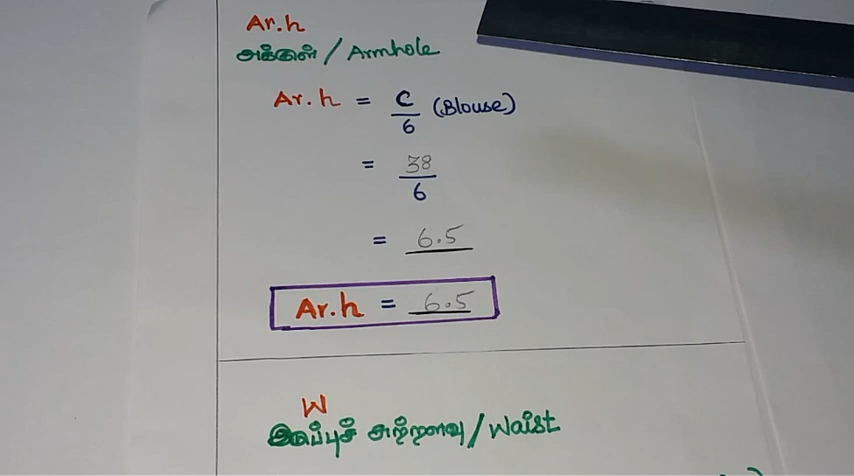 Ar.h
அக்குள் / Armhole
Ar.h = C/6 (Blouse)
= 38/6
= 6.5
Ar.h = 6.5
W
இடுப்புச் சுற்றளவு / Waist